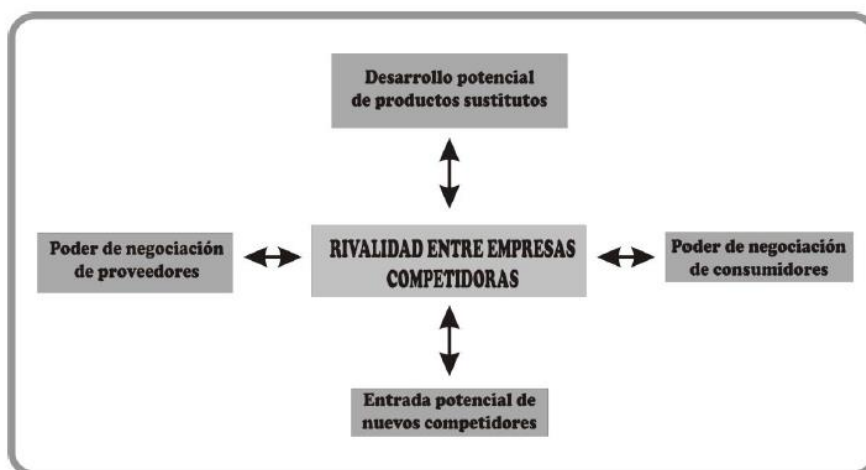 Desarrollo potencial
de productos sustitutos
Poder de negociación
de proveedores
RIVALIDAD ENTRE EMPRESAS
COMPETIDORAS
Poder de negociación
de consumidores
Entrada potencial de
nuevos competidores